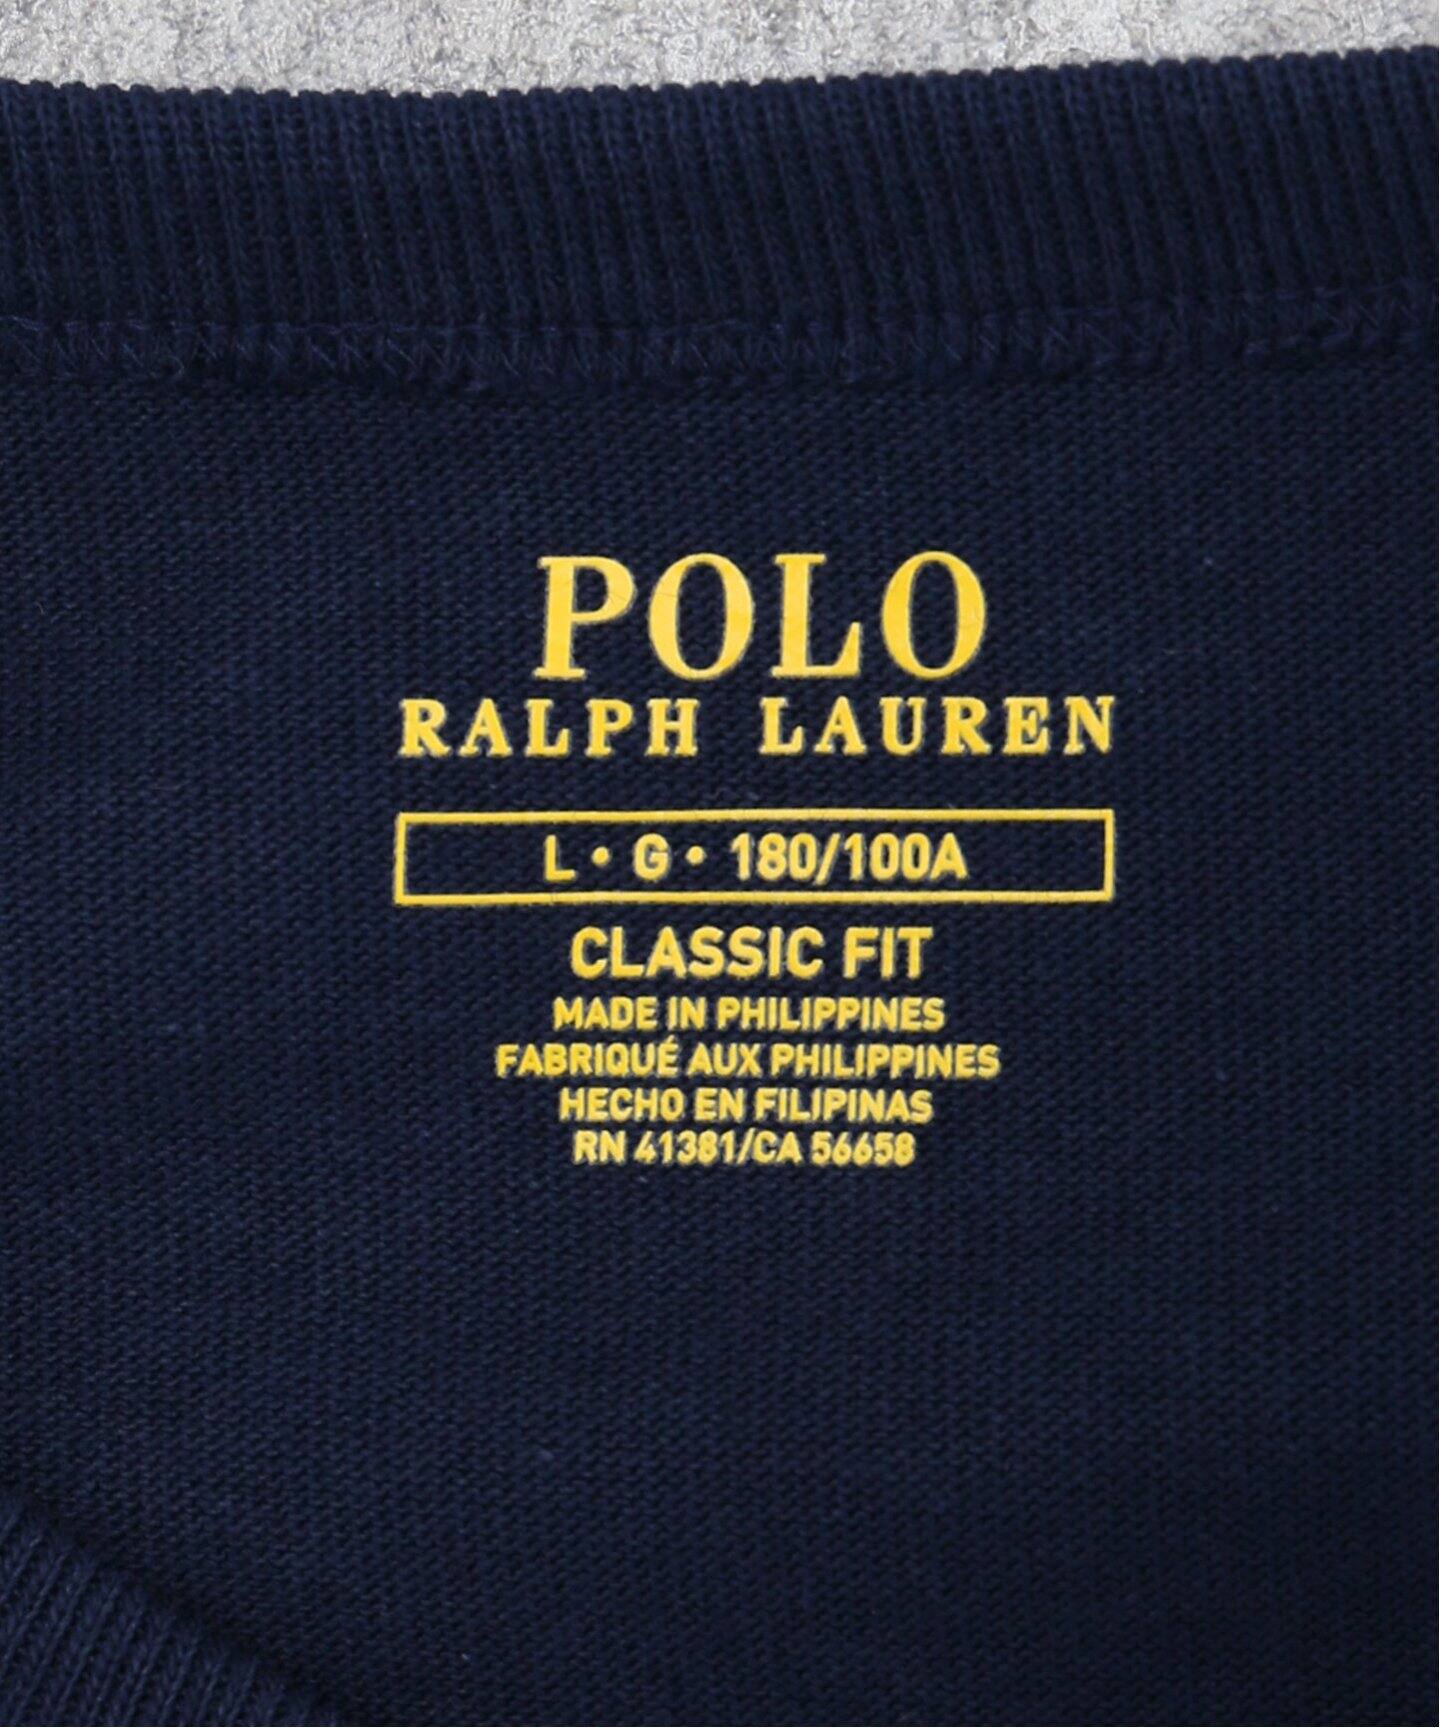 POLO
RALPH LAUREN
L • G • 180/100A
CLASSIC FIT
MADE IN PHILIPPINES
FABRIQUÉ AUX PHILIPPINES
HECHO EN FILIPINAS
RN 41381/CA 56658